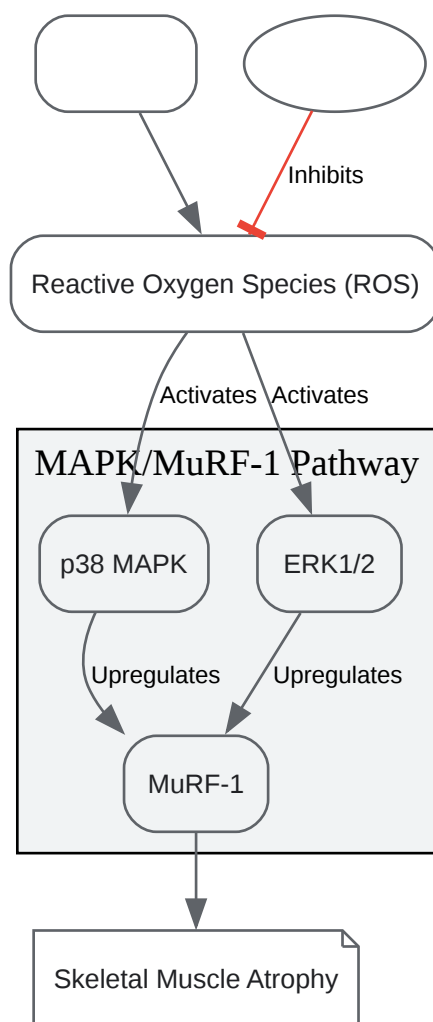 Inhibits
Reactive Oxygen Species (ROS)
Activates
Activates
MAPK/MuRF-1 Pathway
p38 MAPK
ERK1/2
Upregulates
Upregulates
MuRF-1
Skeletal Muscle Atrophy